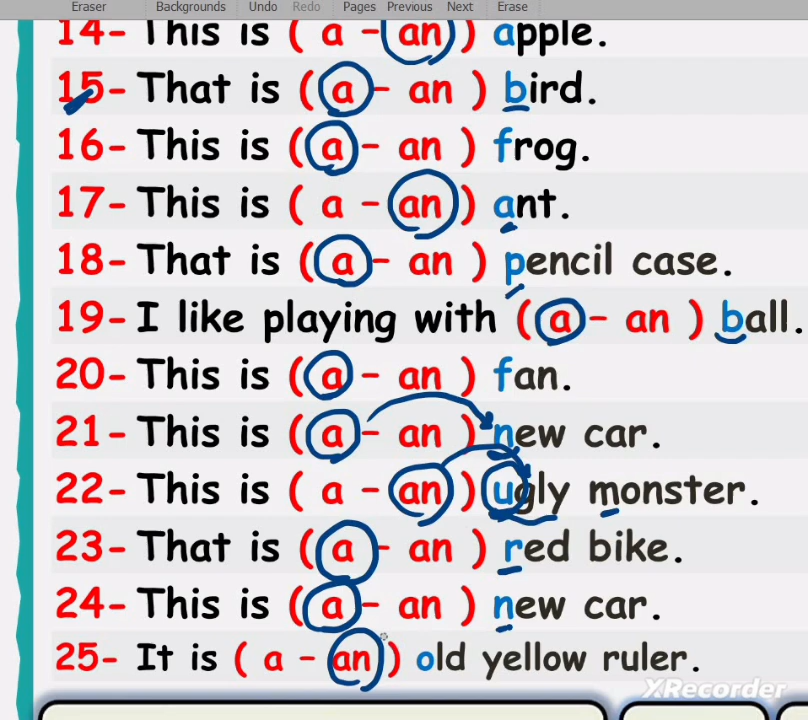 Eraser Backgrounds Undo Redo Pages Previous Next Erase
14- This is ( a - an ) apple.
15- That is ( a - an ) bird.
16- This is ( a - an ) frog.
17- This is ( a - an ) ant.
18- That is ( a - an ) pencil case.
19- I like playing with ( a - an ) ball.
20- This is ( a - an ) fan.
21- This is ( a - an ) new car.
22- This is ( a - an ) ugly monster.
23- That is ( a - an ) red bike.
24- This is ( a - an ) new car.
25- It is ( a - an ) old yellow ruler.
XRecorder